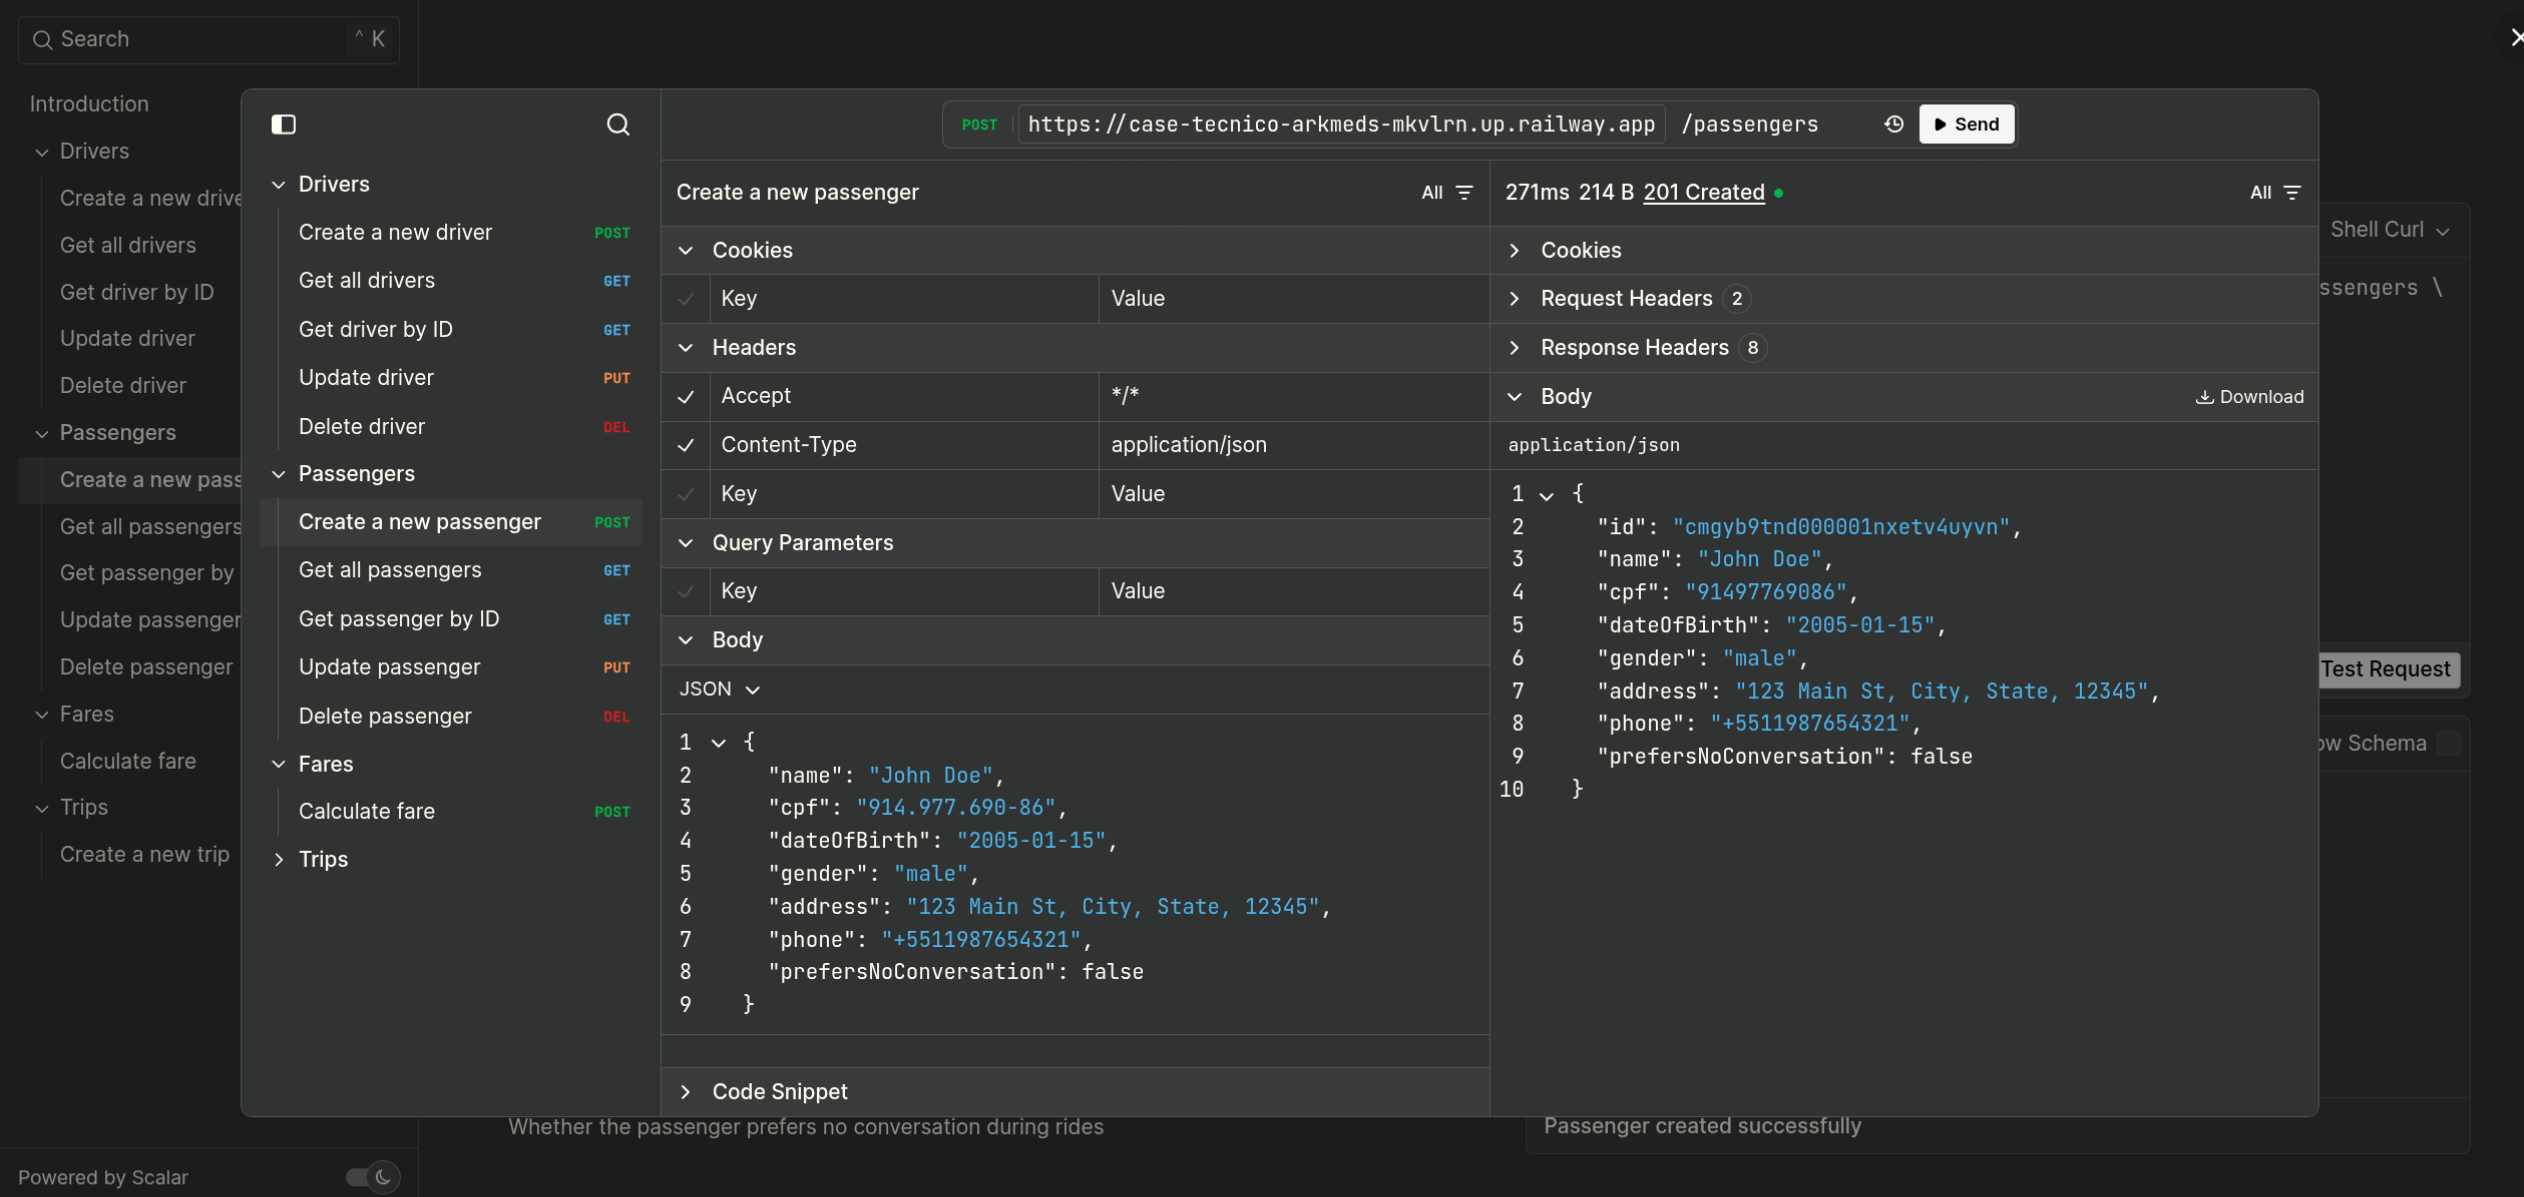 Search
^ K
Introduction
Drivers
Create a new drive
Get all drivers
Get driver by ID
Update driver
Delete driver
Passengers
Create a new pass
Get all passengers
Get passenger by
Update passenger
Delete passenger
Fares
Calculate fare
Trips
Create a new trip
Powered by Scalar
Drivers
Create a new driver POST
Get all drivers GET
Get driver by ID GET
Update driver PUT
Delete driver DEL
Passengers
Create a new passenger POST
Get all passengers GET
Get passenger by ID GET
Update passenger PUT
Delete passenger DEL
Fares
Calculate fare POST
Trips
POST https://case-tecnico-arkmeds-mkvlrn.up.railway.app /passengers Send
Create a new passenger All
Cookies
Key Value
Headers
Accept */*
Content-Type application/json
Key Value
Query Parameters
Key Value
Body
JSON
1 {
2 "name": "John Doe",
3 "cpf": "914.977.690-86",
4 "dateOfBirth": "2005-01-15",
5 "gender": "male",
6 "address": "123 Main St, City, State, 12345",
7 "phone": "+5511987654321",
8 "prefersNoConversation": false
9 }
Code Snippet
271ms 214 B 201 Created All
Cookies
Request Headers 2
Response Headers 8
Body Download
application/json
1 {
2 "id": "cmgyb9tnd000001nxetv4uyvn",
3 "name": "John Doe",
4 "cpf": "91497769086",
5 "dateOfBirth": "2005-01-15",
6 "gender": "male",
7 "address": "123 Main St, City, State, 12345",
8 "phone": "+5511987654321",
9 "prefersNoConversation": false
10 }
Shell Curl
ssengers \
Test Request
ow Schema
Whether the passenger prefers no conversation during rides
Passenger created successfully